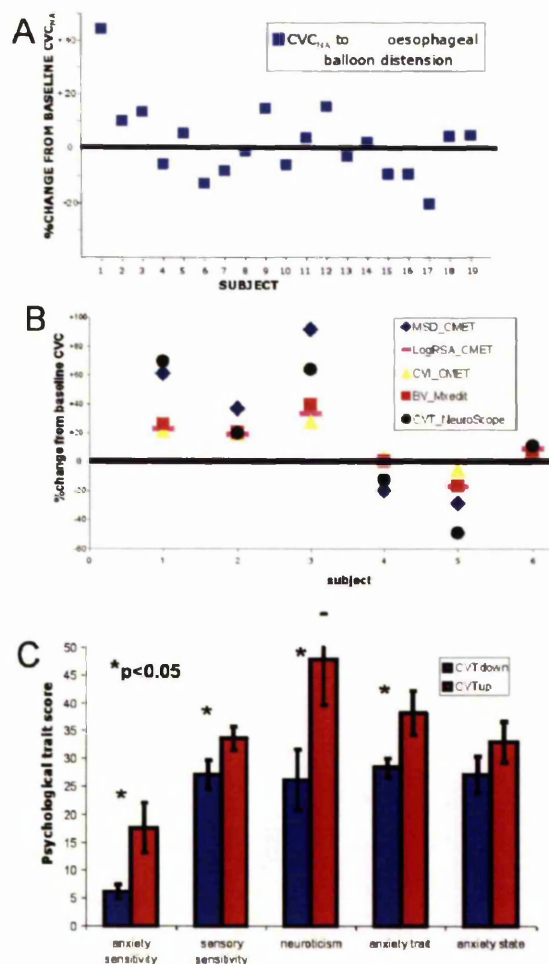 A
%CHANGE FROM BASELINE CVC NA
+40
+20
0
-20
CVC NA to oesophageal
balloon distension
1 2 3 4 5 6 7 8 9 10 11 12 13 14 15 16 17 18 19
SUBJECT
B
%change from baseline CVC
+100
+80
+60
+40
+20
0
-20
-40
-60
MSD_CMET
LogRSA_CMET
CVI_CMET
BV_Mxedit
CVT_NeuroScope
0 1 2 3 4 5 6
subject
C
Psychological trait score
50
45
40
35
30
25
20
15
10
5
0
*p<0.05
* * * *
CVT down
CVT up
anxiety sensitivity
sensory sensitivity
neuroticism
anxiety trait
anxiety state